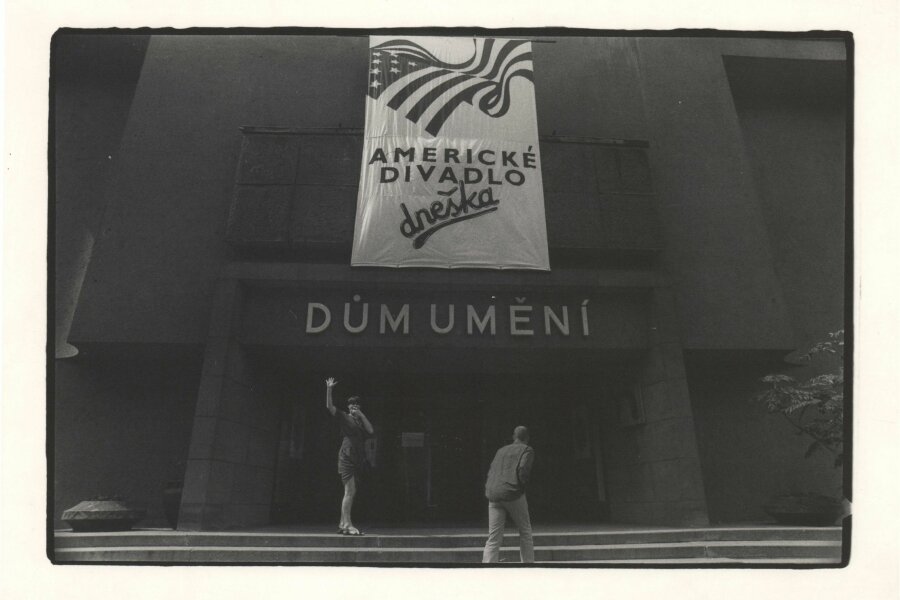 AMERICKÉ
DIVADLO
dneška
DŮM UMĚNÍ